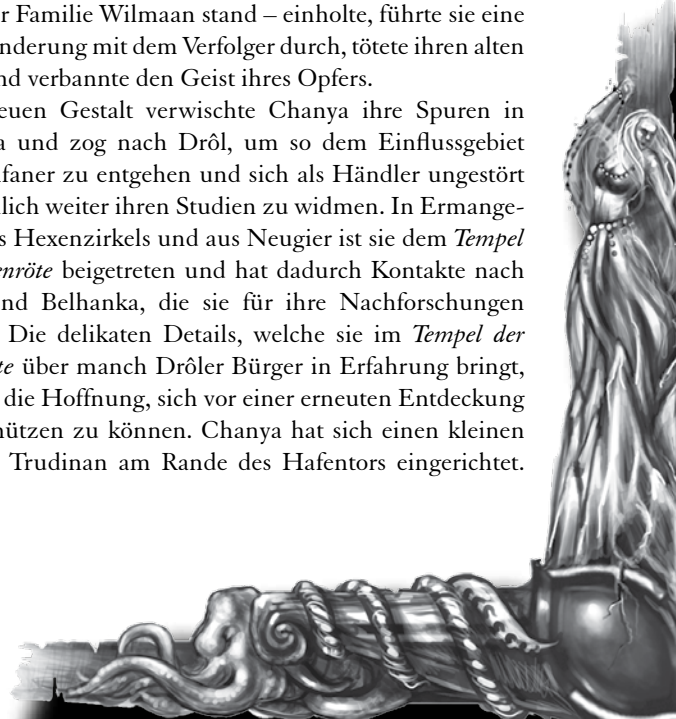 r Familie Wilmaan stand – einholte, führte sie eine
nderung mit dem Verfolger durch, tötete ihren alten
nd verbannte den Geist ihres Opfers.
euen Gestalt verwischte Chanya ihre Spuren in
a und zog nach Drôl, um so dem Einflussgebiet
nfaner zu entgehen und sich als Händler ungestört
lich weiter ihren Studien zu widmen. In Ermange-
s Hexenzirkels und aus Neugier ist sie dem Tempel
enröte beigetreten und hat dadurch Kontakte nach
nd Belhanka, die sie für ihre Nachforschungen
Die delikaten Details, welche sie im Tempel der
te über manch Drôler Bürger in Erfahrung bringt,
die Hoffnung, sich vor einer erneuten Entdeckung
hützen zu können. Chanya hat sich einen kleinen
Trudinan am Rande des Hafentors eingerichtet.